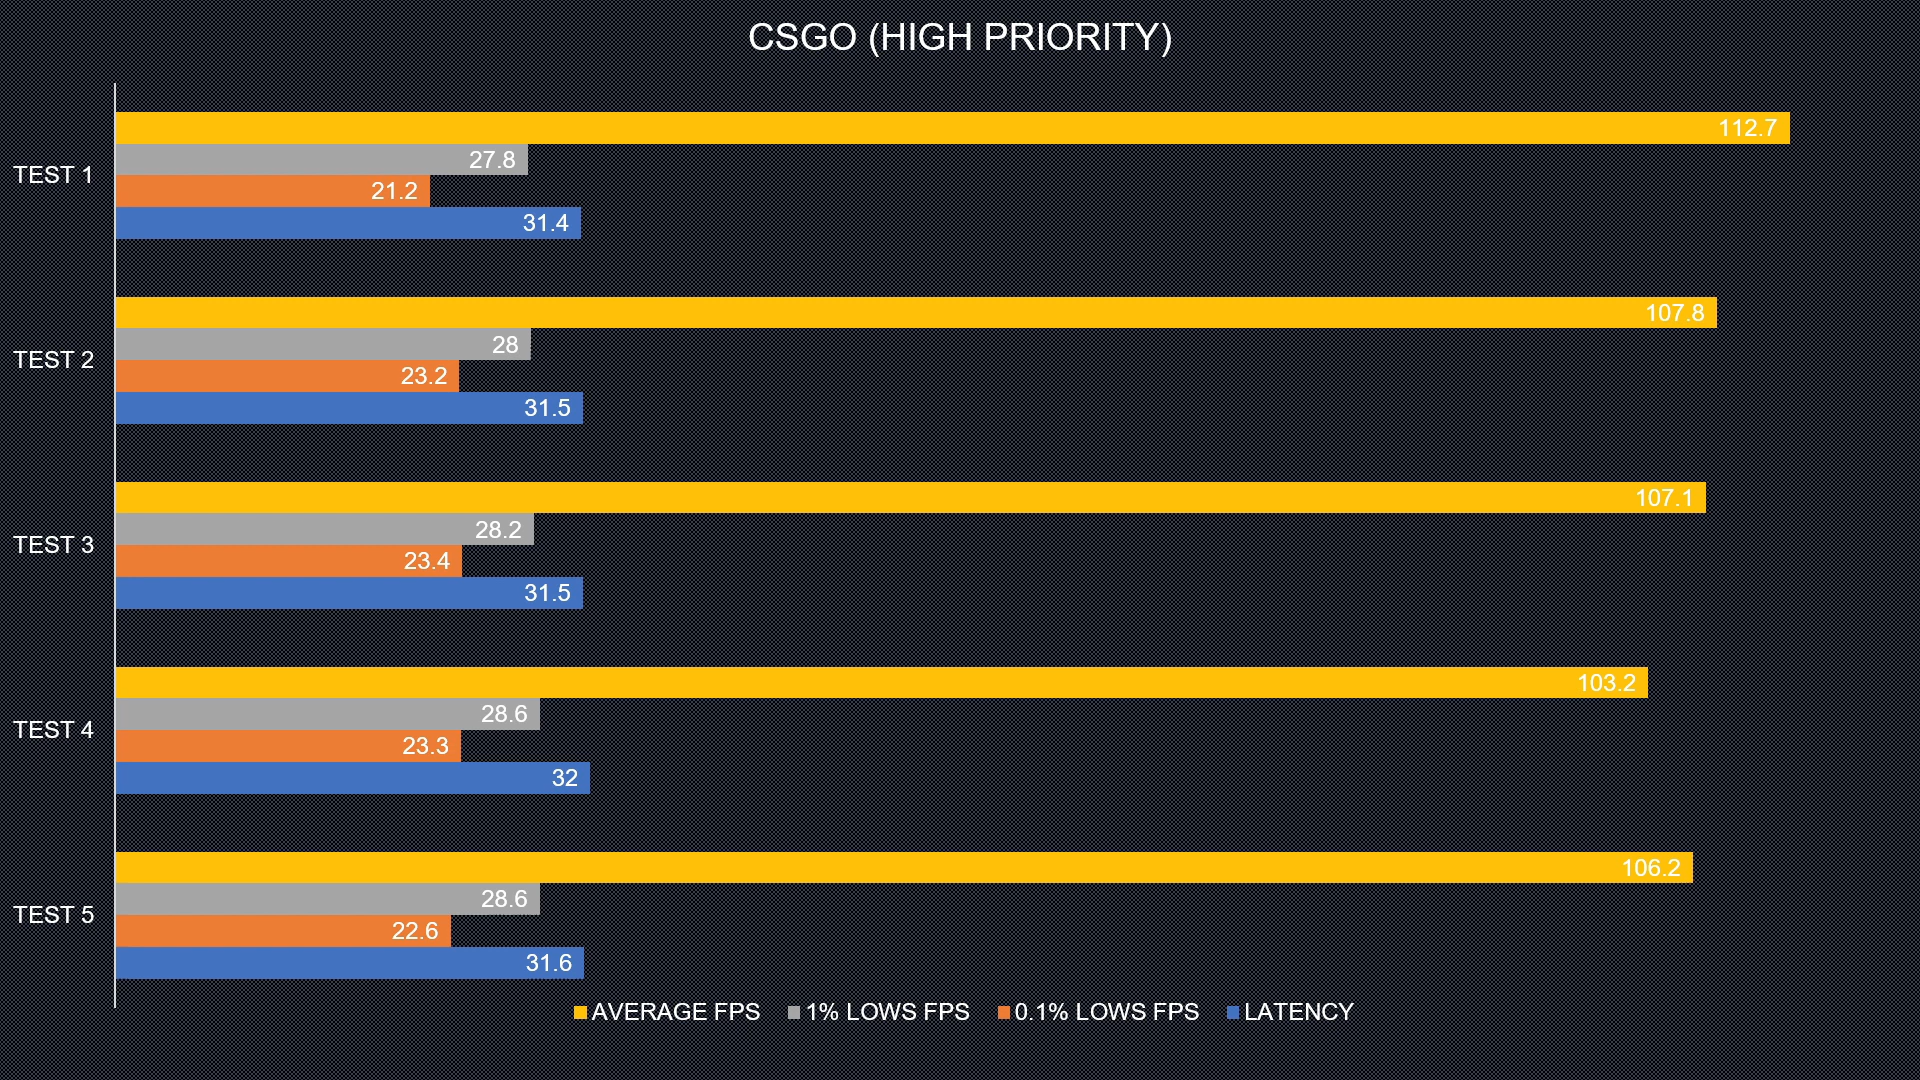 CSGO (HIGH PRIORITY)
112.7
TEST 1
27.8
21.2
31.4
107.8
TEST 2
28
23.2
31.5
107.1
TEST 3
28.2
23.4
31.5
103.2
TEST 4
28.6
23.3
32
106.2
TEST 5
28.6
22.6
31.6
AVERAGE FPS 1% LOWS FPS 0.1% LOWS FPS LATENCY